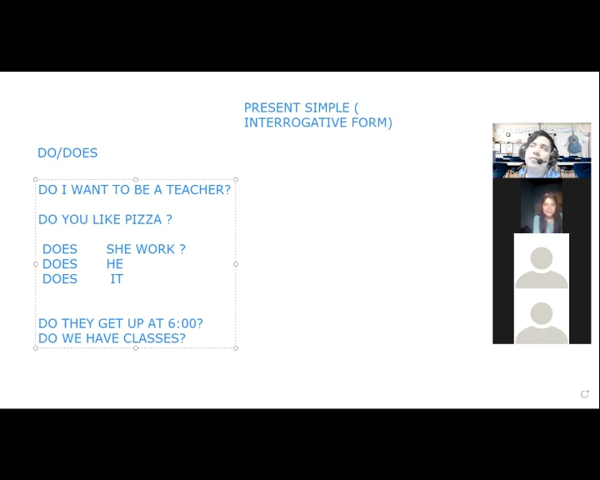 PRESENT SIMPLE (
INTERROGATIVE FORM)
DO/DOES
DO I WANT TO BE A TEACHER?
DO YOU LIKE PIZZA ?
DOES SHE WORK ?
DOES HE
DOES IT
DO THEY GET UP AT 6:00?
DO WE HAVE CLASSES?